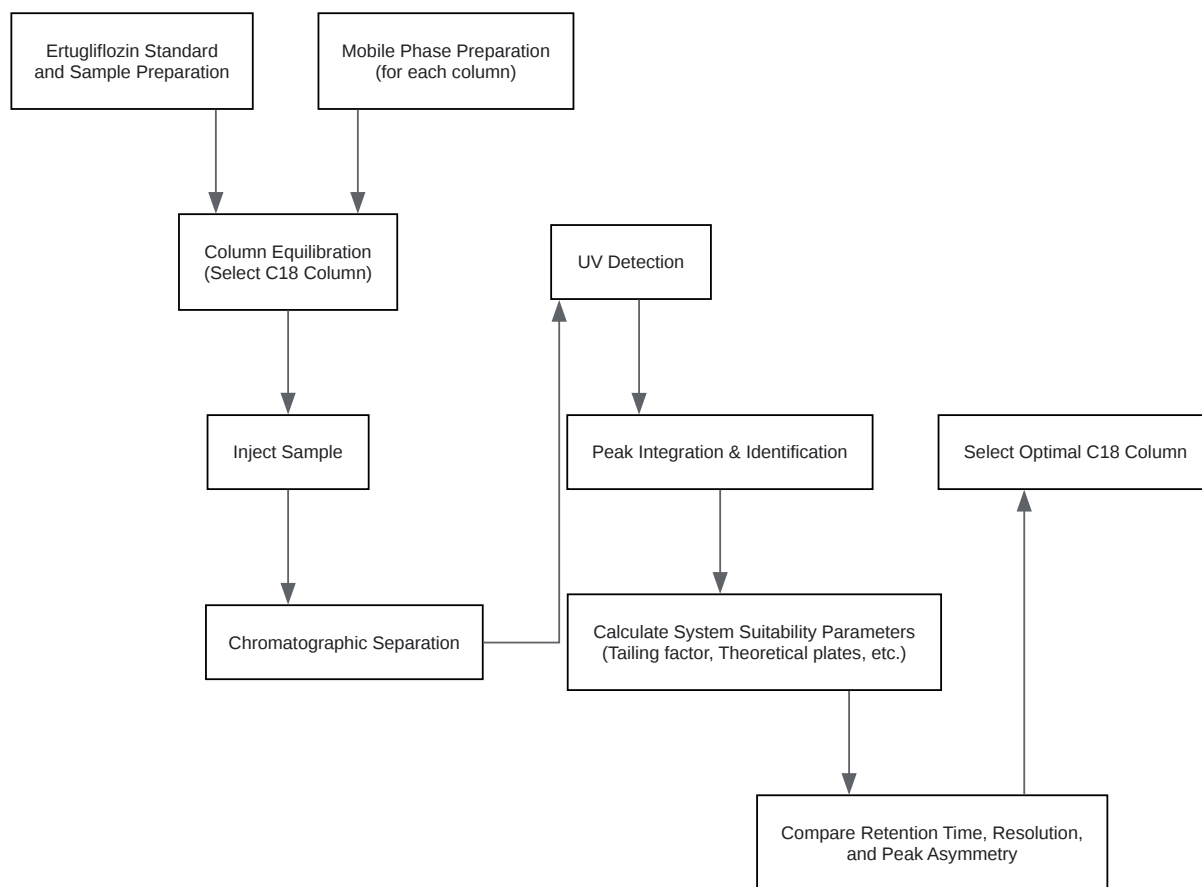 Ertugliflozin Standard
and Sample Preparation
Mobile Phase Preparation
(for each column)
Column Equilibration
(Select C18 Column)
Inject Sample
Chromatographic Separation
UV Detection
Peak Integration & Identification
Calculate System Suitability Parameters
(Tailing factor, Theoretical plates, etc.)
Compare Retention Time, Resolution,
and Peak Asymmetry
Select Optimal C18 Column